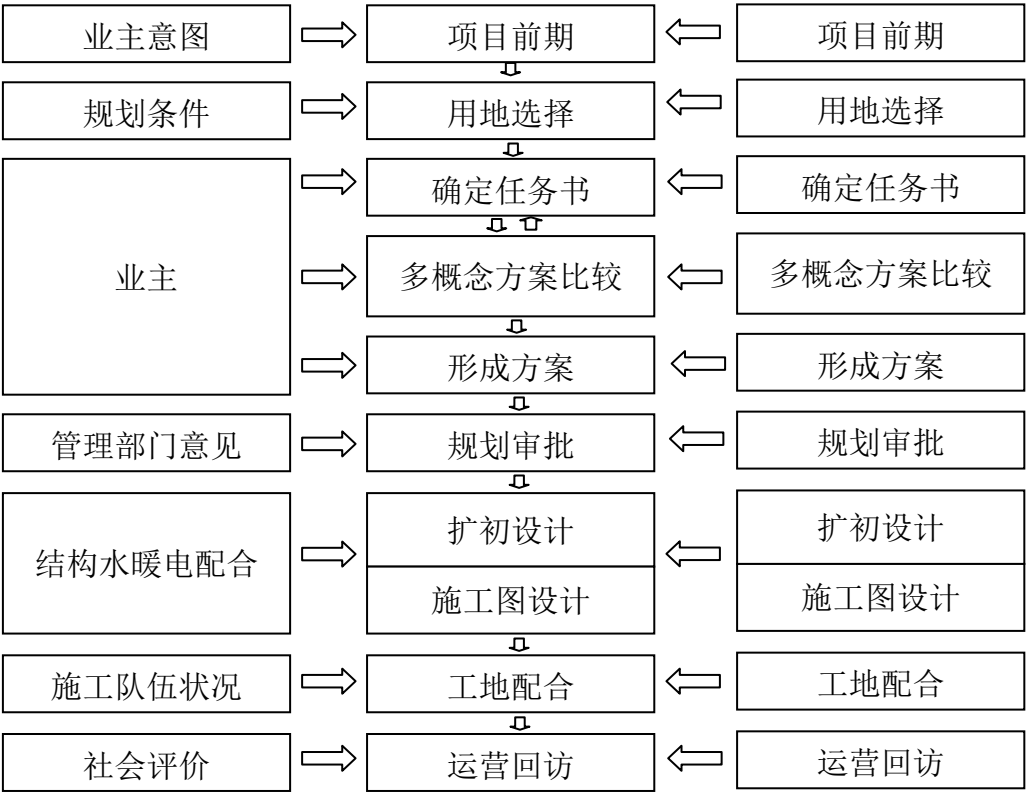 业主意图
项目前期
项目前期
规划条件
用地选择
用地选择
业主
确定任务书
确定任务书
多概念方案比较
多概念方案比较
形成方案
形成方案
管理部门意见
规划审批
规划审批
结构水暖电配合
扩初设计
扩初设计
施工图设计
施工图设计
施工队伍状况
工地配合
工地配合
社会评价
运营回访
运营回访